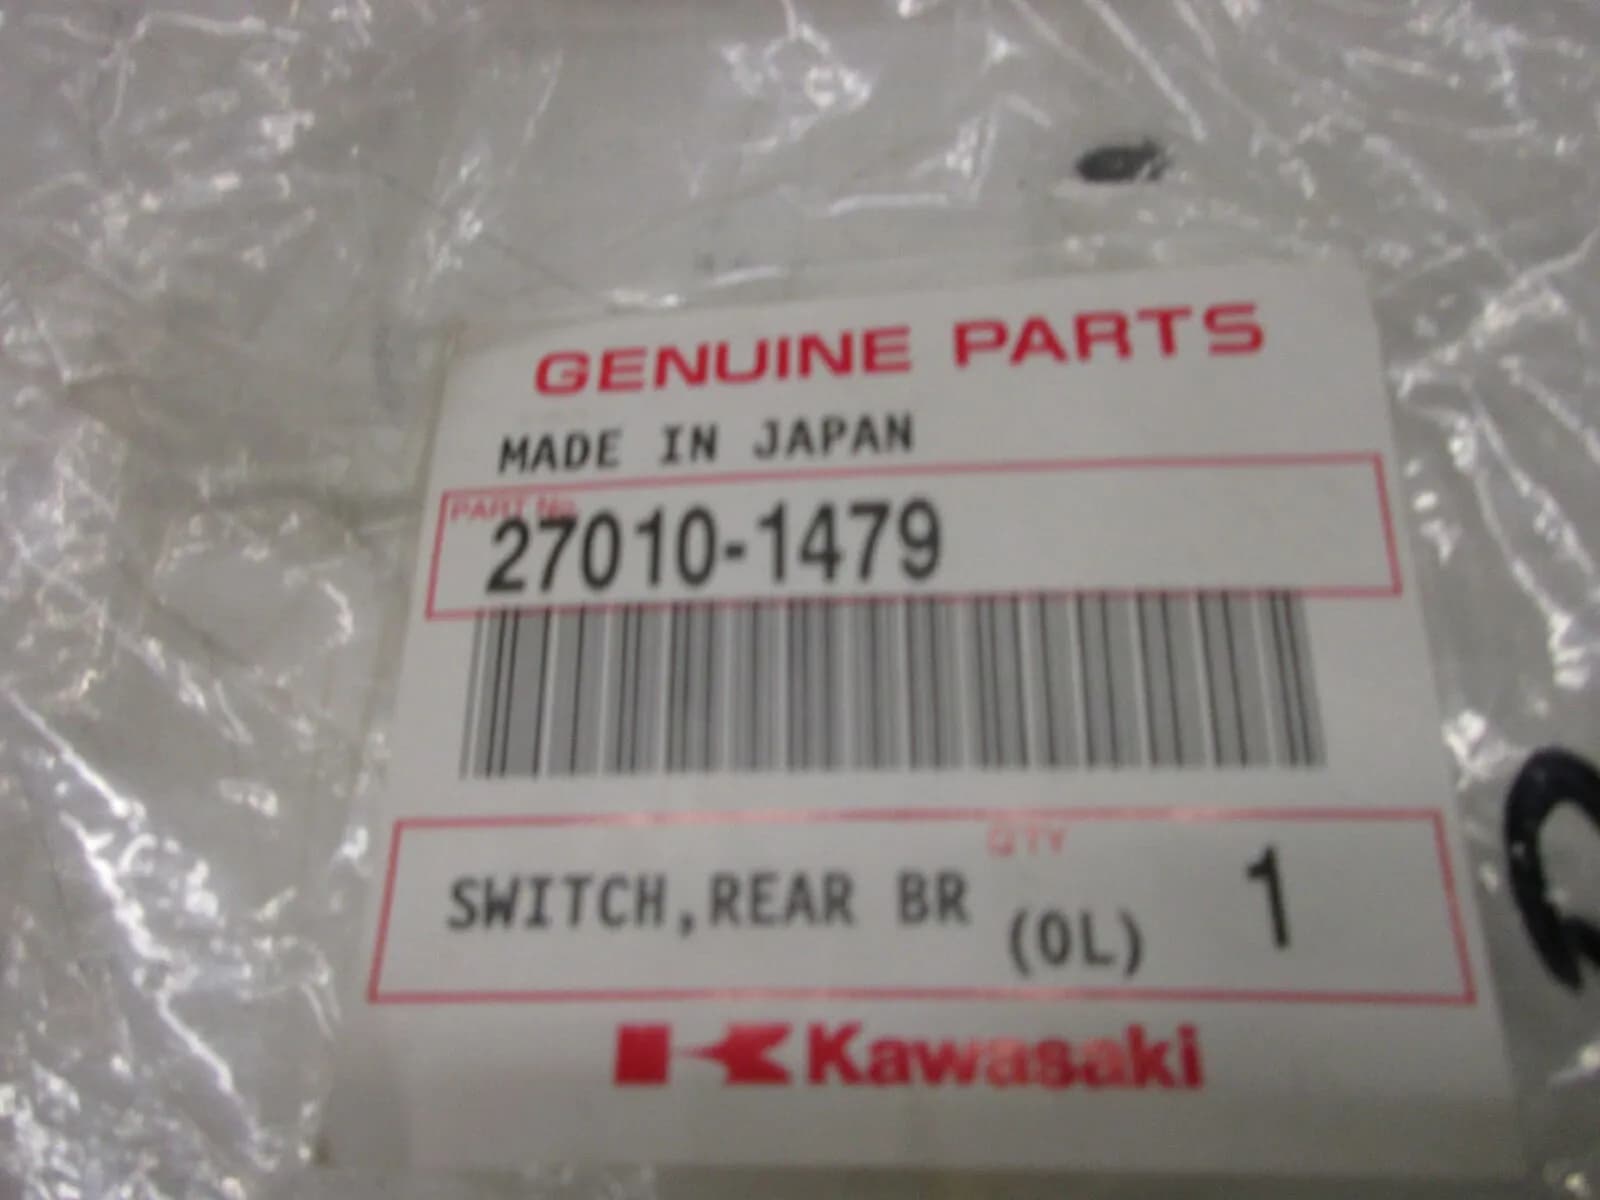 GENUINE PARTS
MADE IN JAPAN
PART No.
27010-1479
QTY
SWITCH,REAR BR (OL) 1
Kawasaki